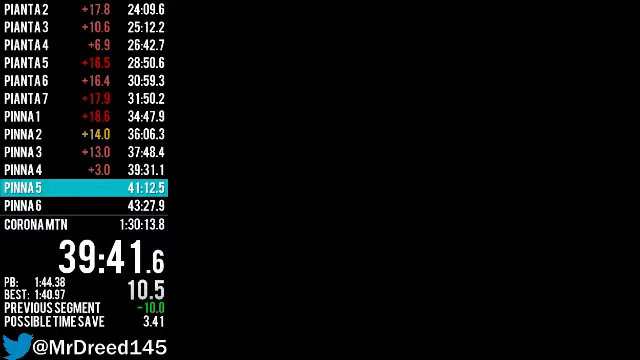 PIANTA 2 +17.8 24:09.6
PIANTA 3 +10.6 25:12.2
PIANTA 4 +6.9 26:42.7
PIANTA 5 +16.5 28:50.6
PIANTA 6 +16.4 30:59.3
PIANTA 7 +17.9 31:50.2
PINNA 1 +18.6 34:47.9
PINNA 2 +14.0 36:06.3
PINNA 3 +13.0 37:48.4
PINNA 4 +3.0 39:31.1
PINNA 5 41:12.5
PINNA 6 43:27.9
CORONA MTN 1:30:13.8
39:41.6
PB: 1:44.38 10.5
BEST: 1:40.97
PREVIOUS SEGMENT -10.0
POSSIBLE TIME SAVE 3.41
@MrDreed145